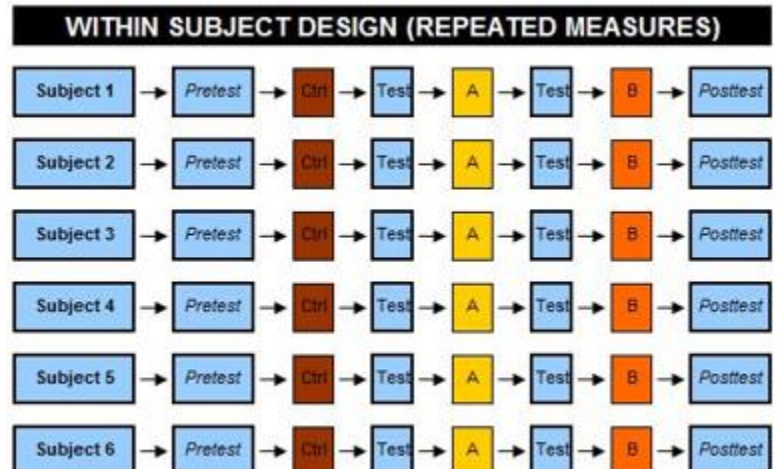 WITHIN SUBJECT DESIGN (REPEATED MEASURES)
Subject 1 Pretest Ctrl Test A Test B Posttest
Subject 2 Pretest Ctrl Test A Test B Posttest
Subject 3 Pretest Ctrl Test A Test B Posttest
Subject 4 Pretest Ctrl Test A Test B Posttest
Subject 5 Pretest Ctrl Test A Test B Posttest
Subject 6 Pretest Ctrl Test A Test B Posttest